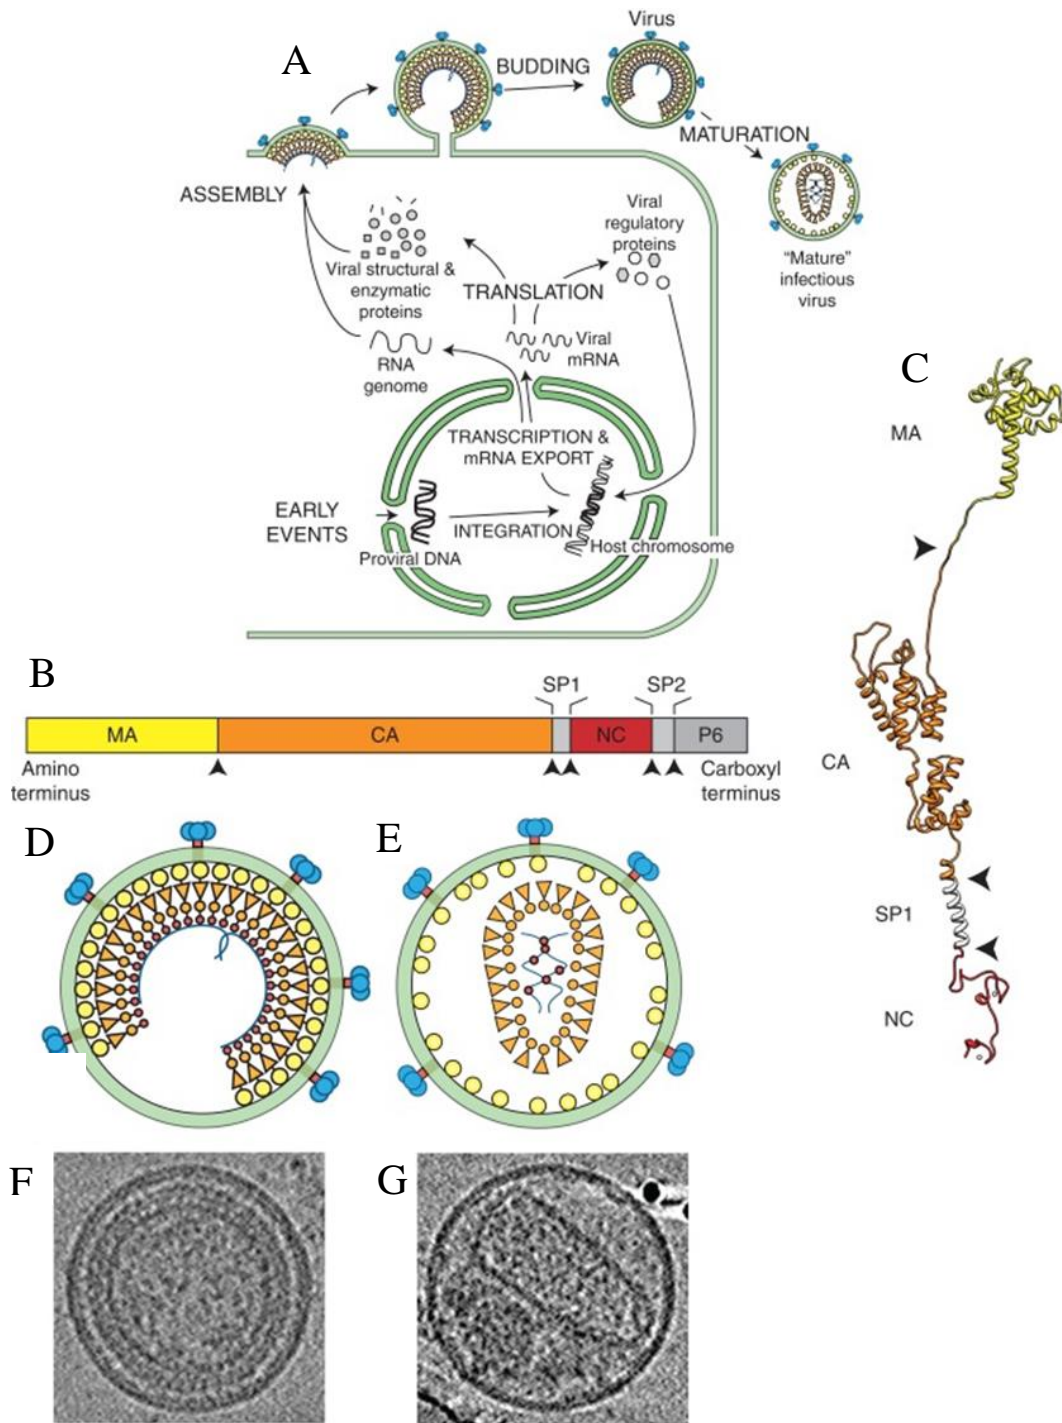 A
Virus
BUDDING
MATURATION
ASSEMBLY
"Mature"
infectious
virus
Viral
regulatory
proteins
Viral structural &
enzymatic
proteins
TRANSLATION
RNA
genome
Viral
mRNA
TRANSCRIPTION &
mRNA EXPORT
EARLY
EVENTS
INTEGRATION
Proviral DNA
Host chromosome
B
SP1
SP2
MA
CA
NC
P6
Amino
terminus
Carboxyl
terminus
C
MA
CA
SP1
NC
D
E
F
G